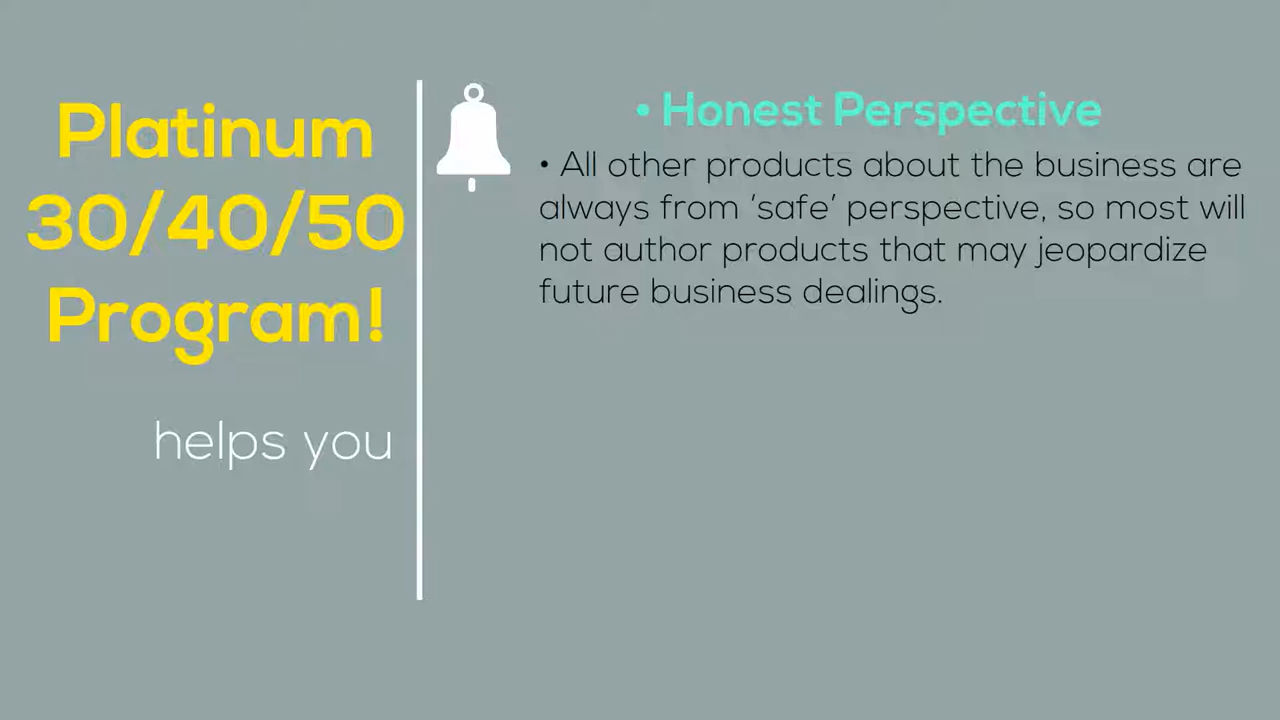 Platinum
30/40/50
Program!
helps you
• Honest Perspective
• All other products about the business are
always from ‘safe’ perspective, so most will
not author products that may jeopardize
future business dealings.